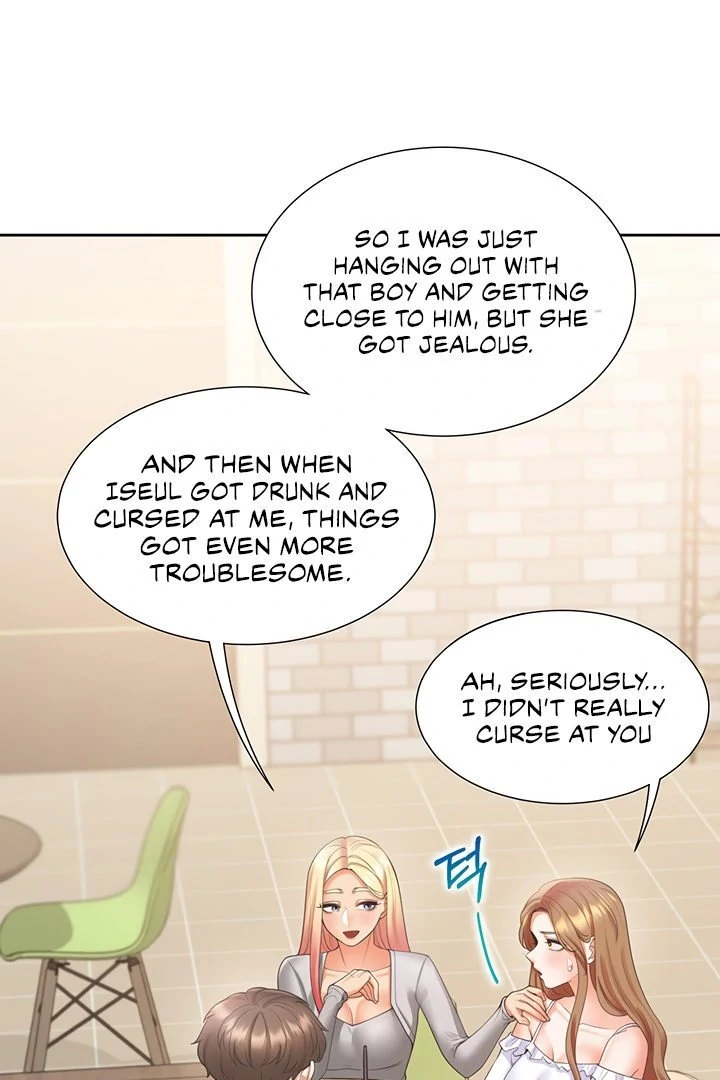 SO I WAS JUST
HANGING OUT WITH
THAT BOY AND GETTING
CLOSE TO HIM, BUT SHE
GOT JEALOUS.
AND THEN WHEN
ISEUL GOT DRUNK AND
CURSED AT ME, THINGS
GOT EVEN MORE
TROUBLESOME.
AH, SERIOUSLY...
I DIDN'T REALLY
CURSE AT YOU
턱